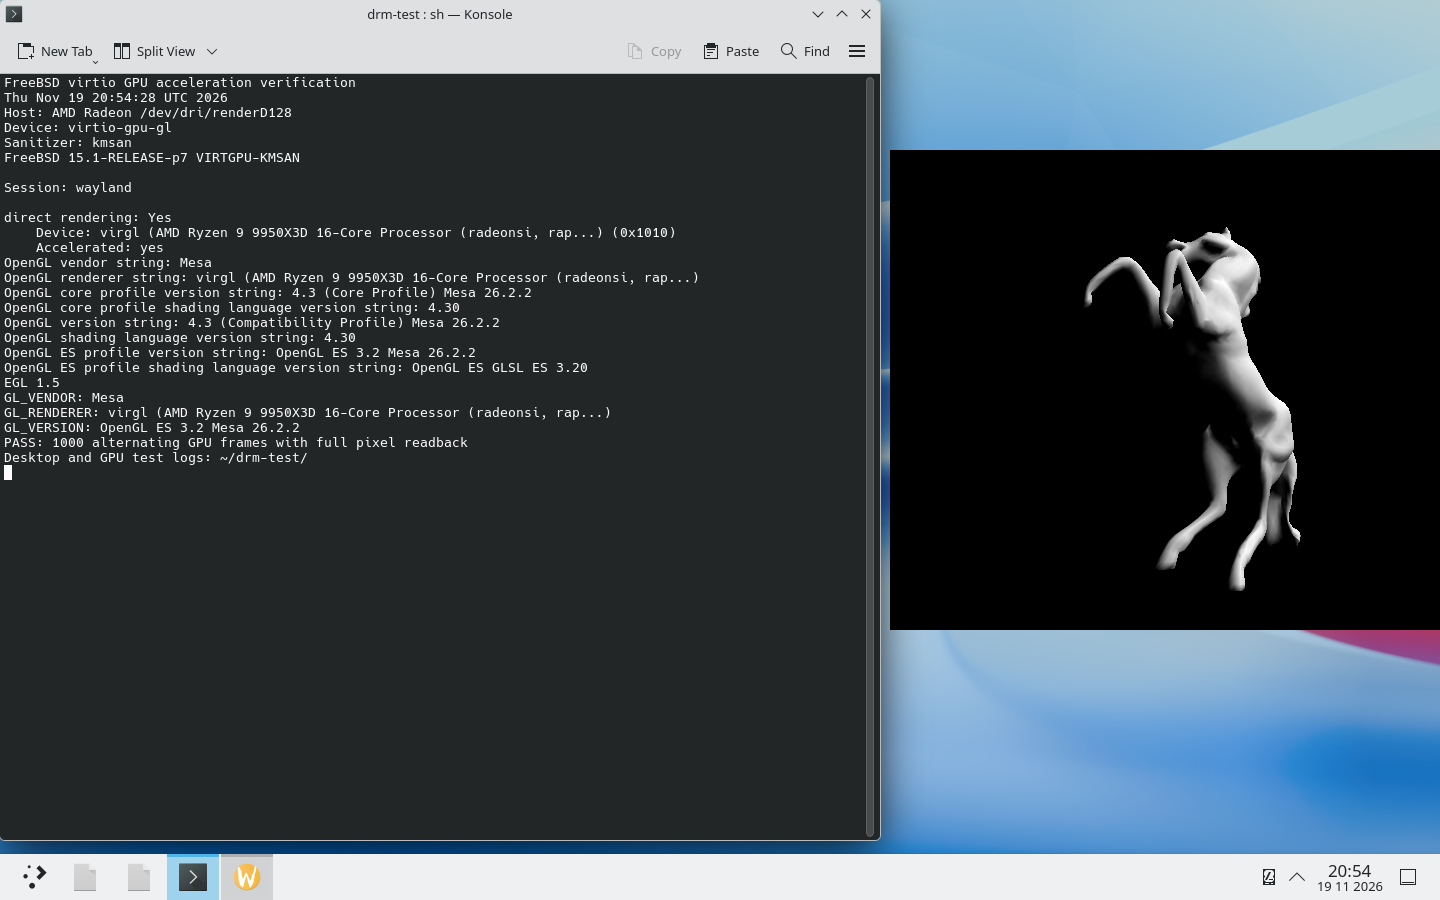 drm-test : sh — Konsole
New Tab
Split View
Copy
Paste
Find
FreeBSD virtio GPU acceleration verification
Thu Nov 19 20:54:28 UTC 2026
Host: AMD Radeon /dev/dri/renderD128
Device: virtio-gpu-gl
Sanitizer: kmsan
FreeBSD 15.1-RELEASE-p7 VIRTGPU-KMSAN
Session: wayland
direct rendering: Yes
    Device: virgl (AMD Ryzen 9 9950X3D 16-Core Processor (radeonsi, rap...) (0x1010)
    Accelerated: yes
OpenGL vendor string: Mesa
OpenGL renderer string: virgl (AMD Ryzen 9 9950X3D 16-Core Processor (radeonsi, rap...)
OpenGL core profile version string: 4.3 (Core Profile) Mesa 26.2.2
OpenGL core profile shading language version string: 4.30
OpenGL version string: 4.3 (Compatibility Profile) Mesa 26.2.2
OpenGL shading language version string: 4.30
OpenGL ES profile version string: OpenGL ES 3.2 Mesa 26.2.2
OpenGL ES profile shading language version string: OpenGL ES GLSL ES 3.20
EGL 1.5
GL_VENDOR: Mesa
GL_RENDERER: virgl (AMD Ryzen 9 9950X3D 16-Core Processor (radeonsi, rap...)
GL_VERSION: OpenGL ES 3.2 Mesa 26.2.2
PASS: 1000 alternating GPU frames with full pixel readback
Desktop and GPU test logs: ~/drm-test/
20:54
19 11 2026